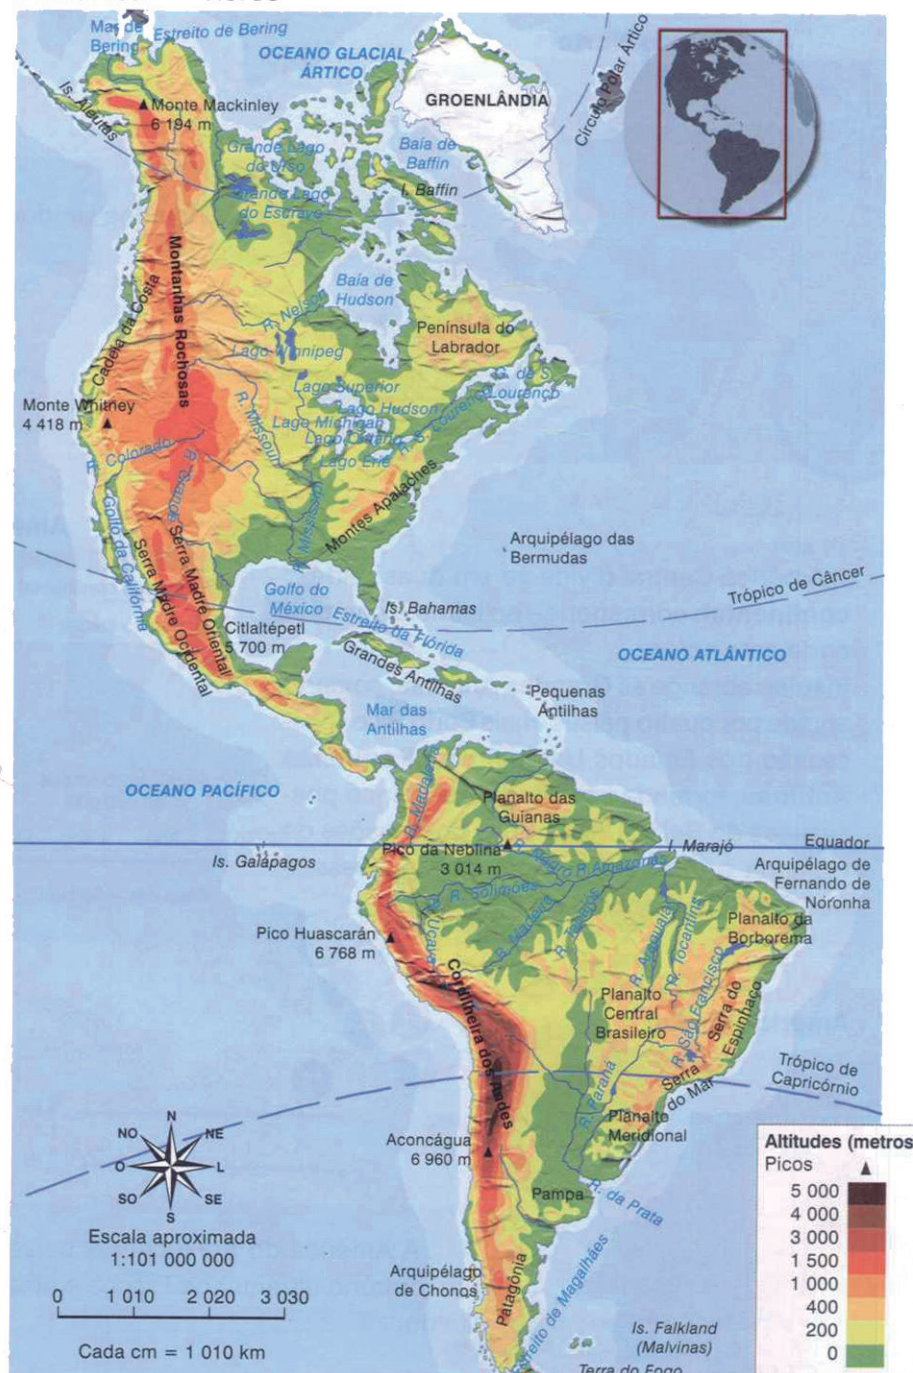 Mar de
Bering
Estreito de Bering
OCEANO GLACIAL
ÁRTICO
Círculo Polar Ártico
GROENLÂNDIA
Is. Aleutas
Monte Mackinley
6 194 m
Grande Lago
do Urso
Baía de
Baffin
I. Baffin
Grande Lago
do Escravo
Montanhas Rochosas
Cadeia da Costa
Baía de
Hudson
R. Nelson
Península do
Labrador
Lago Winnipeg
G. de S.
Lourenço
Lago Superior
Lago Hudson
R. S. Lourenço
Monte Whitney
4 418 m
R. Missouri
Lago Michigan
Lago Ontário
Lago Erie
R. Colorado
R. Grande
R. Mississipi
Montes Apalaches
Golfo da Califórnia
Serra Madre Oriental
Serra Madre Ocidental
Arquipélago das
Bermudas
Trópico de Câncer
Golfo do
México
Is. Bahamas
Estreito da Flórida
Citlaltépetl
5 700 m
Grandes Antilhas
OCEANO ATLÂNTICO
Pequenas
Antilhas
Mar das
Antilhas
OCEANO PACÍFICO
R. Madalena
Planalto das
Guianas
Equador
Is. Galápagos
Pico da Neblina
3 014 m
R. Negro
R. Amazonas
I. Marajó
Arquipélago de
Fernando de
Noronha
R. Solimões
R. Ucayali
R. Madeira
R. Tapajós
R. Araguaia
R. Tocantins
Planalto da
Borborema
Pico Huascarán
6 768 m
Cordilheira dos Andes
Planalto
Central
Brasileiro
R. São Francisco
Serra do
Espinhaço
Serra
do Mar
Trópico de
Capricórnio
R. Paraná
Planalto
Meridional
Aconcágua
6 960 m
Pampa
R. da Prata
Patagônia
Arquipélago
de Chonos
Estreito de Magalhães
Is. Falkland
(Malvinas)
Terra do Fogo
N
NO
NE
O
L
SO
SE
S
Escala aproximada
1:101 000 000
0 1 010 2 020 3 030
Cada cm = 1 010 km
Altitudes (metros
Picos
5 000
4 000
3 000
1 500
1 000
400
200
0